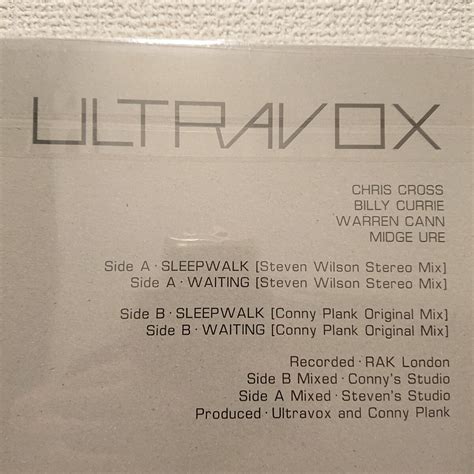 ULTRAVOX
CHRIS CROSS
BILLY CURRIE
WARREN CANN
MIDGE URE
Side A · SLEEPWALK [Steven Wilson Stereo Mix]
Side A · WAITING [Steven Wilson Stereo Mix]
Side B · SLEEPWALK [Conny Plank Original Mix]
Side B · WAITING [Conny Plank Original Mix]
Recorded · RAK London
Side B Mixed · Conny's Studio
Side A Mixed · Steven's Studio
Produced · Ultravox and Conny Plank